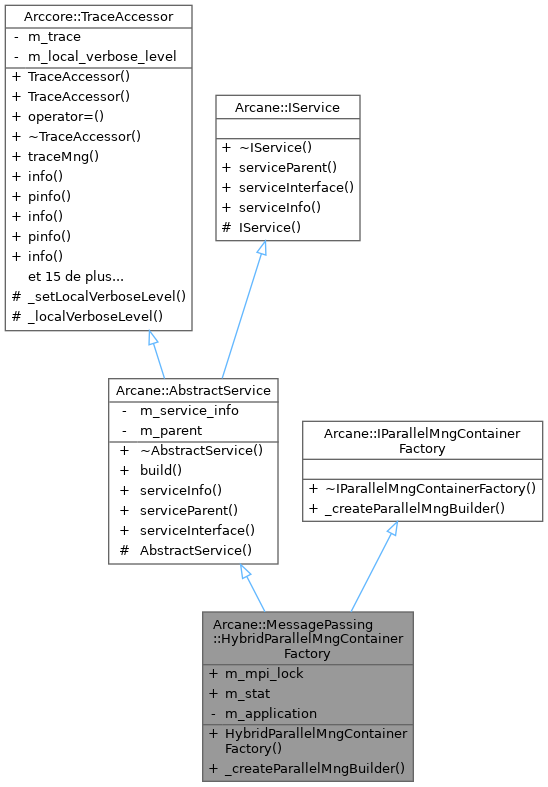 Arccore::TraceAccessor
- m_trace
- m_local_verbose_level
+ TraceAccessor()
+ TraceAccessor()
+ operator=()
+ ~TraceAccessor()
+ traceMng()
+ info()
+ pinfo()
+ info()
+ pinfo()
+ info()
et 15 de plus...
# _setLocalVerboseLevel()
# _localVerboseLevel()
Arcane::IService
+ ~IService()
+ serviceParent()
+ serviceInterface()
+ serviceInfo()
# IService()
Arcane::AbstractService
- m_service_info
- m_parent
+ ~AbstractService()
+ build()
+ serviceInfo()
+ serviceParent()
+ serviceInterface()
# AbstractService()
Arcane::IParallelMngContainer
Factory
+ ~IParallelMngContainerFactory()
+ _createParallelMngBuilder()
Arcane::MessagePassing
::HybridParallelMngContainer
Factory
+ m_mpi_lock
+ m_stat
- m_application
+ HybridParallelMngContainer
Factory()
+ _createParallelMngBuilder()